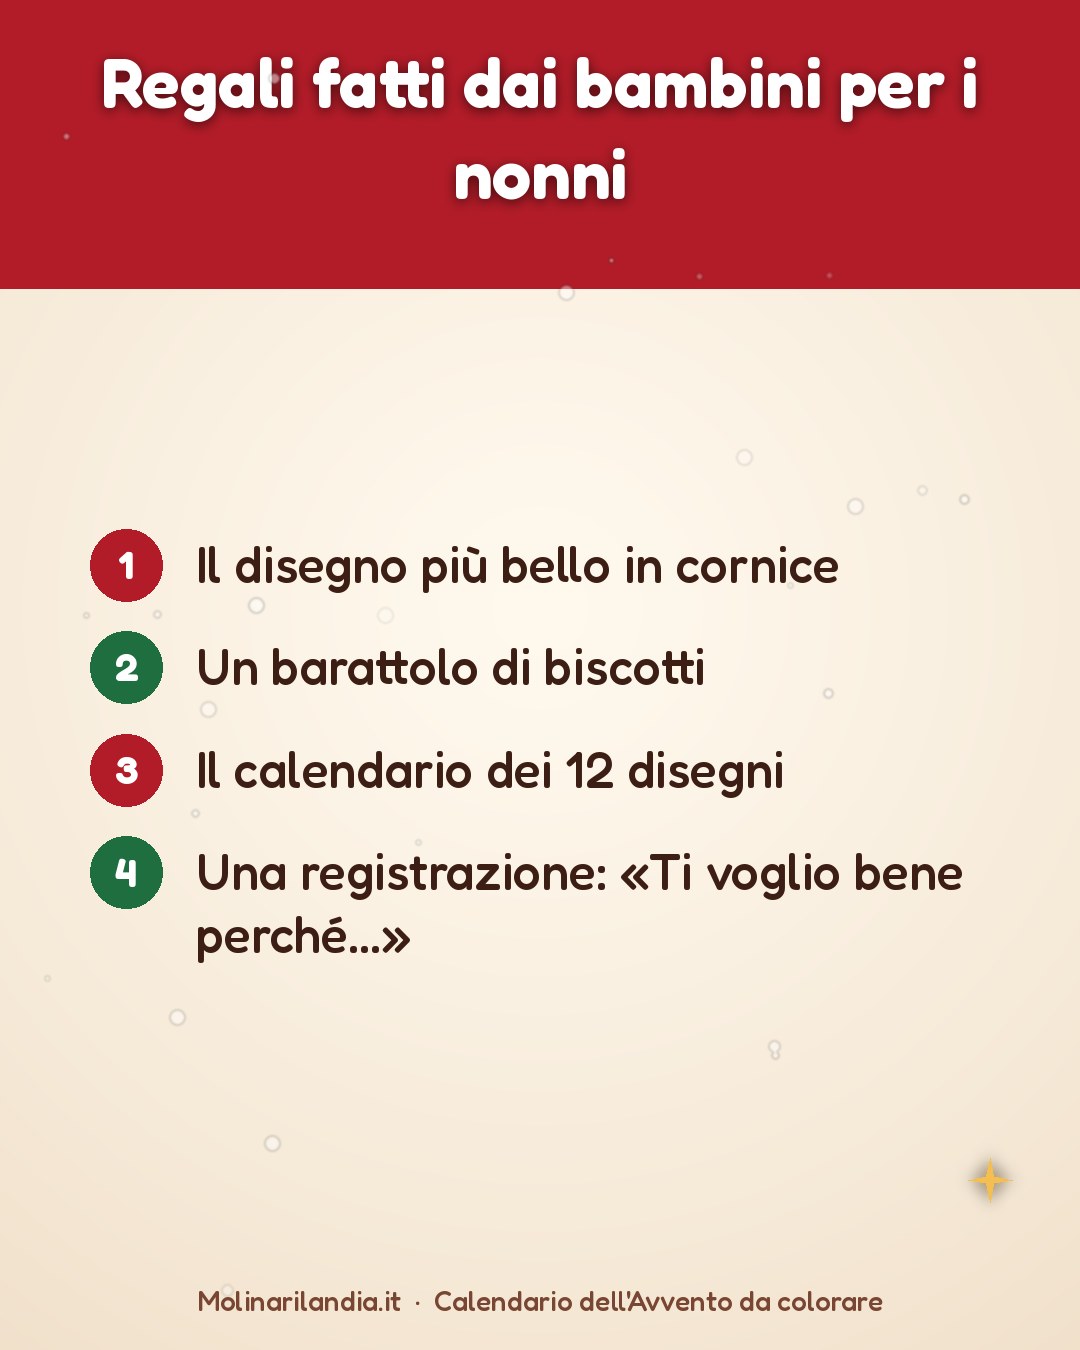 Regali fatti dai bambini per i
nonni
1 Il disegno più bello in cornice
2 Un barattolo di biscotti
3 Il calendario dei 12 disegni
4 Una registrazione: «Ti voglio bene
perché...»
Molinarilandia.it · Calendario dell'Avvento da colorare